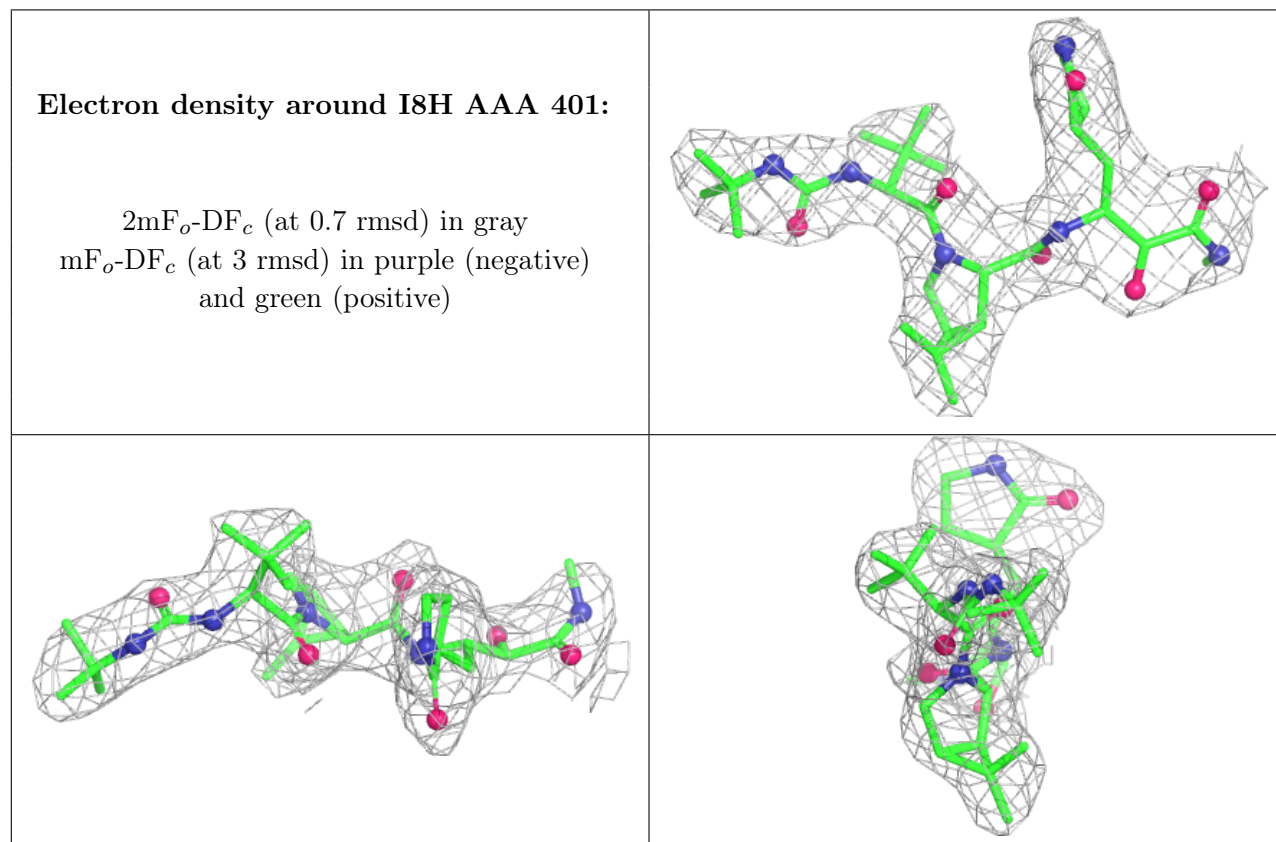 Electron density around I8H AAA 401:
2mFₒ-DF𝒸 (at 0.7 rmsd) in gray
mFₒ-DF𝒸 (at 3 rmsd) in purple (negative)
and green (positive)